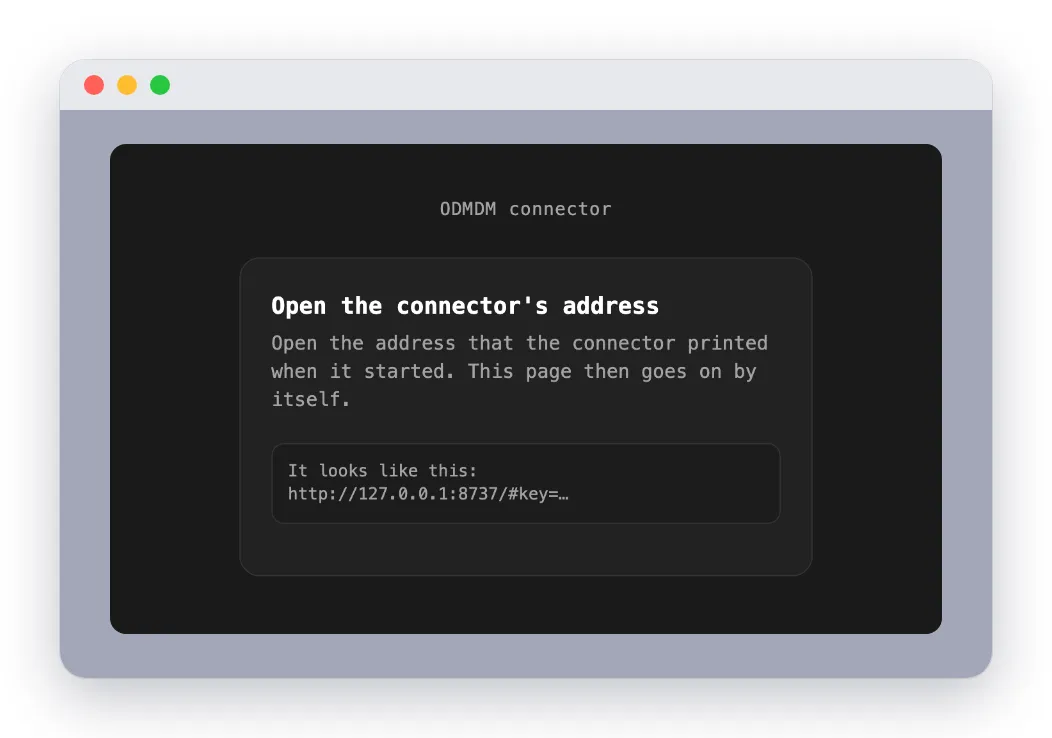 ODMDM connector
Open the connector's address
Open the address that the connector printed
when it started. This page then goes on by
itself.
It looks like this:
http://127.0.0.1:8737/#key=…